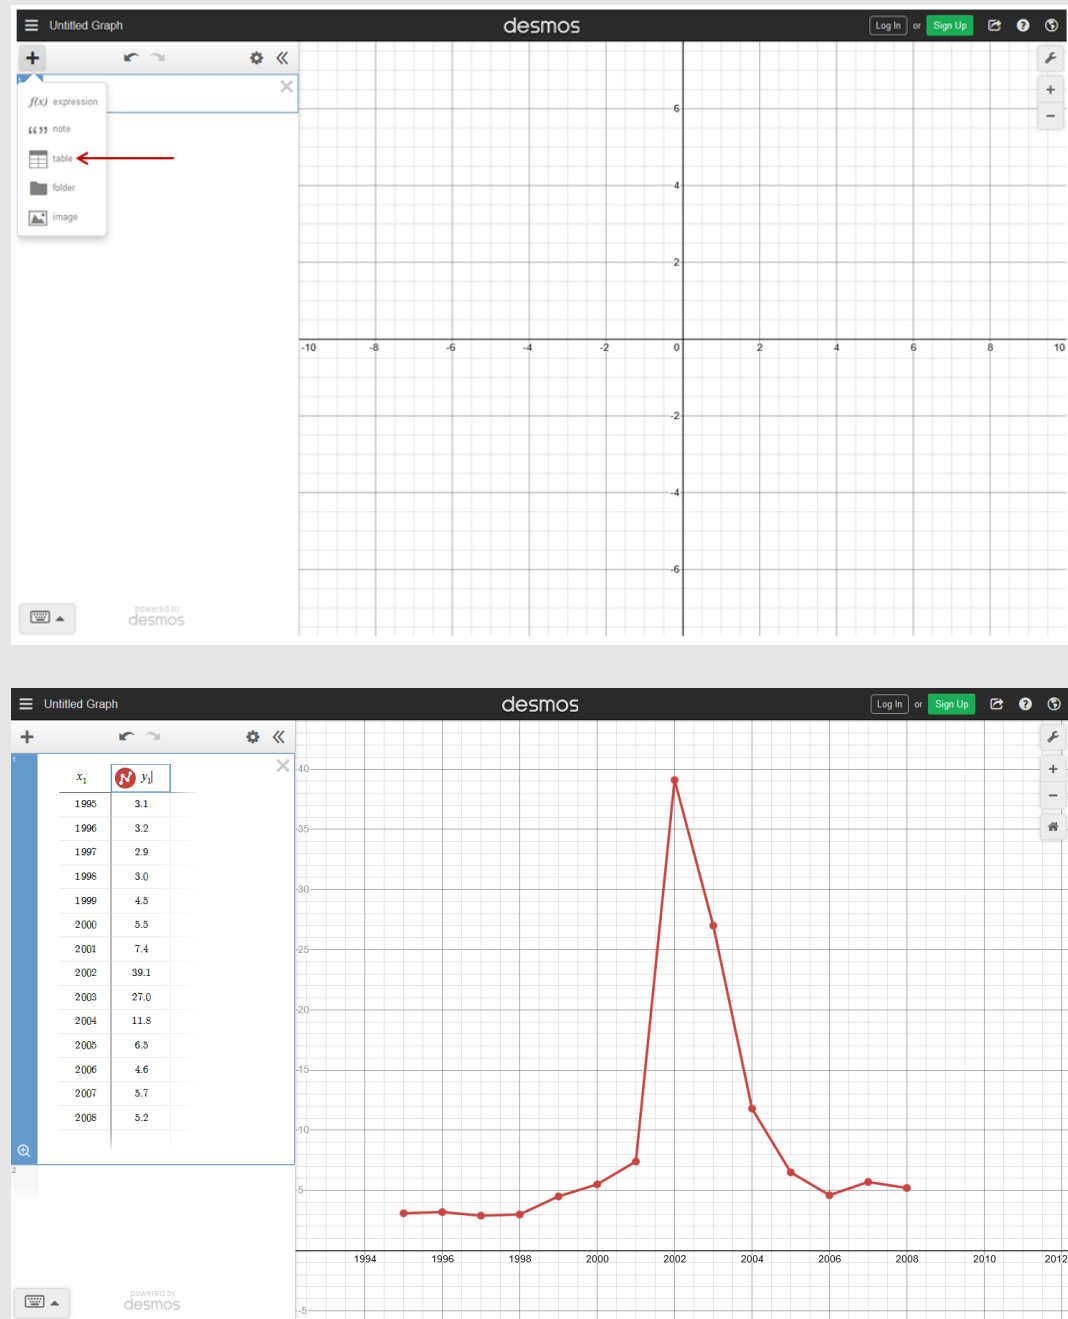 Untitled Graph desmos Log In or Sign Up
1
f(x) expression
note
table
folder
image
6
4
2
-10 -8 -6 -4 -2 0 2 4 6 8 10
-2
-4
-6
powered by
desmos
Untitled Graph desmos Log In or Sign Up
1
x1 y1
1995 3.1
1996 3.2
1997 2.9
1998 3.0
1999 4.5
2000 5.5
2001 7.4
2002 39.1
2003 27.0
2004 11.8
2005 6.5
2006 4.6
2007 5.7
2008 5.2
2
40
35
30
25
20
15
10
5
1994 1996 1998 2000 2002 2004 2006 2008 2010 2012
-5
powered by
desmos